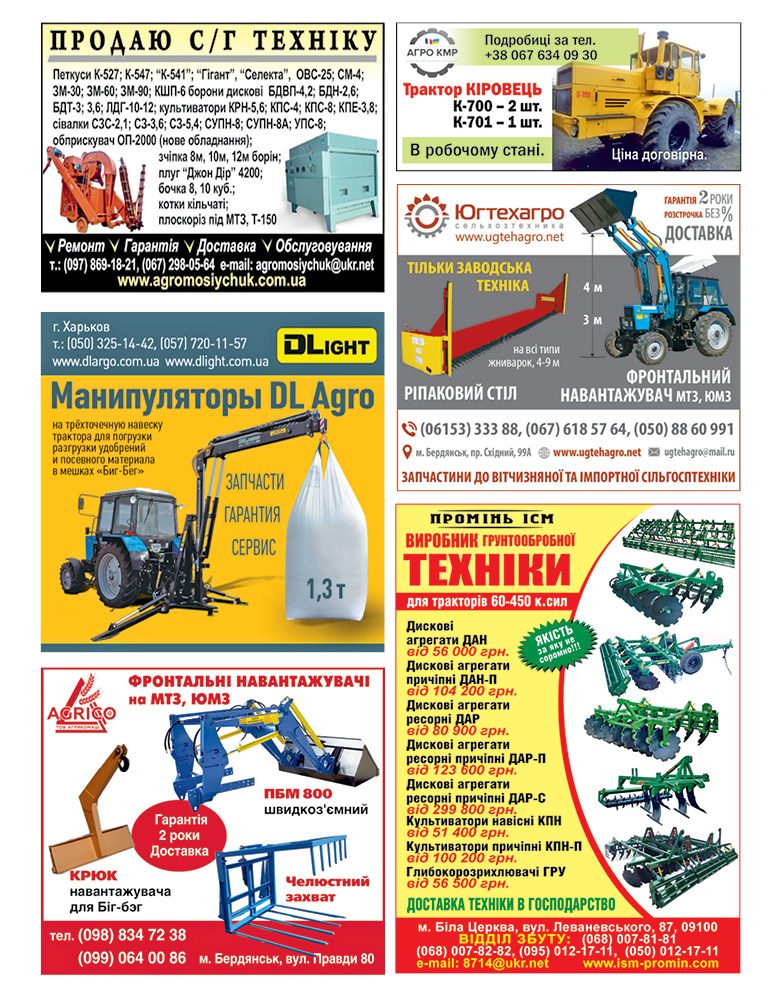 ПРОДАЮ С/Г ТЕХНІКУ
Петкуси К-527; К-547; "К-541"; "Гігант", "Селекта", ОВС-25; СМ-4;
ЗМ-30; ЗМ-60; ЗМ-90; КШП-6 борони дискові БДВП-4,2; БДН-2,6;
БДТ-3; 3,6; ЛДГ-10-12; культиватори КРН-5,6; КПС-4; КПС-8; КПЕ-3,8;
сівалки СЗС-2,1; СЗ-3,6; СЗ-5,4; СУПН-8; СУПН-8А; УПС-8;
обприскувач ОП-2000 (нове обладнання);
зчіпка 8м, 10м, 12м борін;
плуг "Джон Дір" 4200;
бочка 8, 10 куб.;
котки кільчаті;
плоскоріз під МТЗ, Т-150
Ремонт Гарантія Доставка Обслуговування
т.: (097) 869-18-21, (067) 298-05-64 e-mail: agromosiychuk@ukr.net
www.agromosiychuk.com.ua
АГРО КМР
Подробиці за тел.
+38 067 634 09 30
Трактор КІРОВЕЦЬ
К-700 – 2 шт.
К-701 – 1 шт.
В робочому стані.
Ціна договірна.
Югтехагро
сельхозтехника
www.ugtehagro.net
ГАРАНТІЯ 2 РОКИ
РОЗСТРОЧКА БЕЗ %
ДОСТАВКА
ТІЛЬКИ ЗАВОДСЬКА
ТЕХНІКА
4 м
3 м
на всі типи
жниварок, 4-9 м
РІПАКОВИЙ СТІЛ
ФРОНТАЛЬНИЙ
НАВАНТАЖУВАЧ МТЗ, ЮМЗ
(06153) 333 88, (067) 618 57 64, (050) 88 60 991
м. Бердянськ, пр. Східний, 99А www.ugtehagro.net ugtehagro@mail.ru
ЗАПЧАСТИНИ ДО ВІТЧИЗНЯНОЇ ТА ІМПОРТНОЇ СІЛЬГОСПТЕХНІКИ
г. Харьков
т.: (050) 325-14-42, (057) 720-11-57
www.dlargo.com.ua www.dlight.com.ua
DLIGHT
Манипуляторы DL Agro
на трёхточечную навеску
трактора для погрузки
разгрузки удобрений
и посевного материала
в мешках «Биг-Бег»
ЗАПЧАСТИ
ГАРАНТИЯ
СЕРВИС
1,3 т
ПРОМІНЬ ІСМ
ВИРОБНИК ГРУНТООБРОБНОЇ
ТЕХНІКИ
для тракторів 60-450 к.сил
ЯКІСТЬ
за яку не
соромно!!!
Дискові
агрегати ДАН
від 56 000 грн.
Дискові агрегати
причіпні ДАН-П
від 104 200 грн.
Дискові агрегати
ресорні ДАР
від 80 900 грн.
Дискові агрегати
ресорні причіпні ДАР-П
від 123 600 грн.
Дискові агрегати
ресорні причіпні ДАР-С
від 299 800 грн.
Культиватори навісні КПН
від 51 400 грн.
Культиватори причіпні КПН-П
від 100 200 грн.
Глибокорозрихлювачі ГРУ
від 56 500 грн.
ДОСТАВКА ТЕХНІКИ В ГОСПОДАРСТВО
м. Біла Церква, вул. Леваневського, 87, 09100
ВІДДІЛ ЗБУТУ: (068) 007-81-81
(068) 007-82-82, (095) 012-17-11, (050) 012-17-11
e-mail: 8714@ukr.net www.ism-promin.com
AGRICO
ТОВ АГРИКОМАШ
ФРОНТАЛЬНІ НАВАНТАЖУВАЧІ
на МТЗ, ЮМЗ
ПБМ 800
швидкоз'ємний
Гарантія
2 роки
Доставка
КРЮК
навантажувача
для Біг-бэг
Челюстний
захват
тел. (098) 834 72 38
(099) 064 00 86 м. Бердянськ, вул. Правди 80